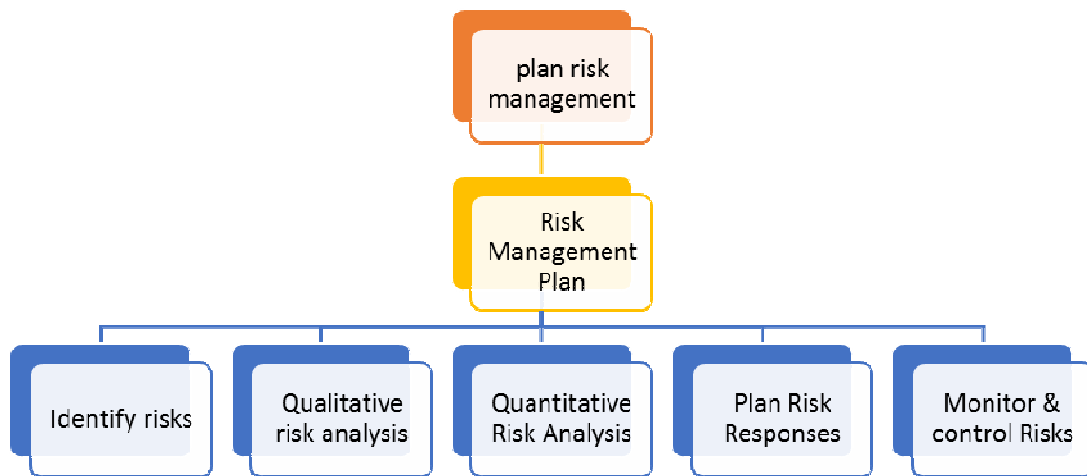 plan risk
management
Risk
Management
Plan
Identify risks
Qualitative
risk analysis
Quantitative
Risk Analysis
Plan Risk
Responses
Monitor &
control Risks